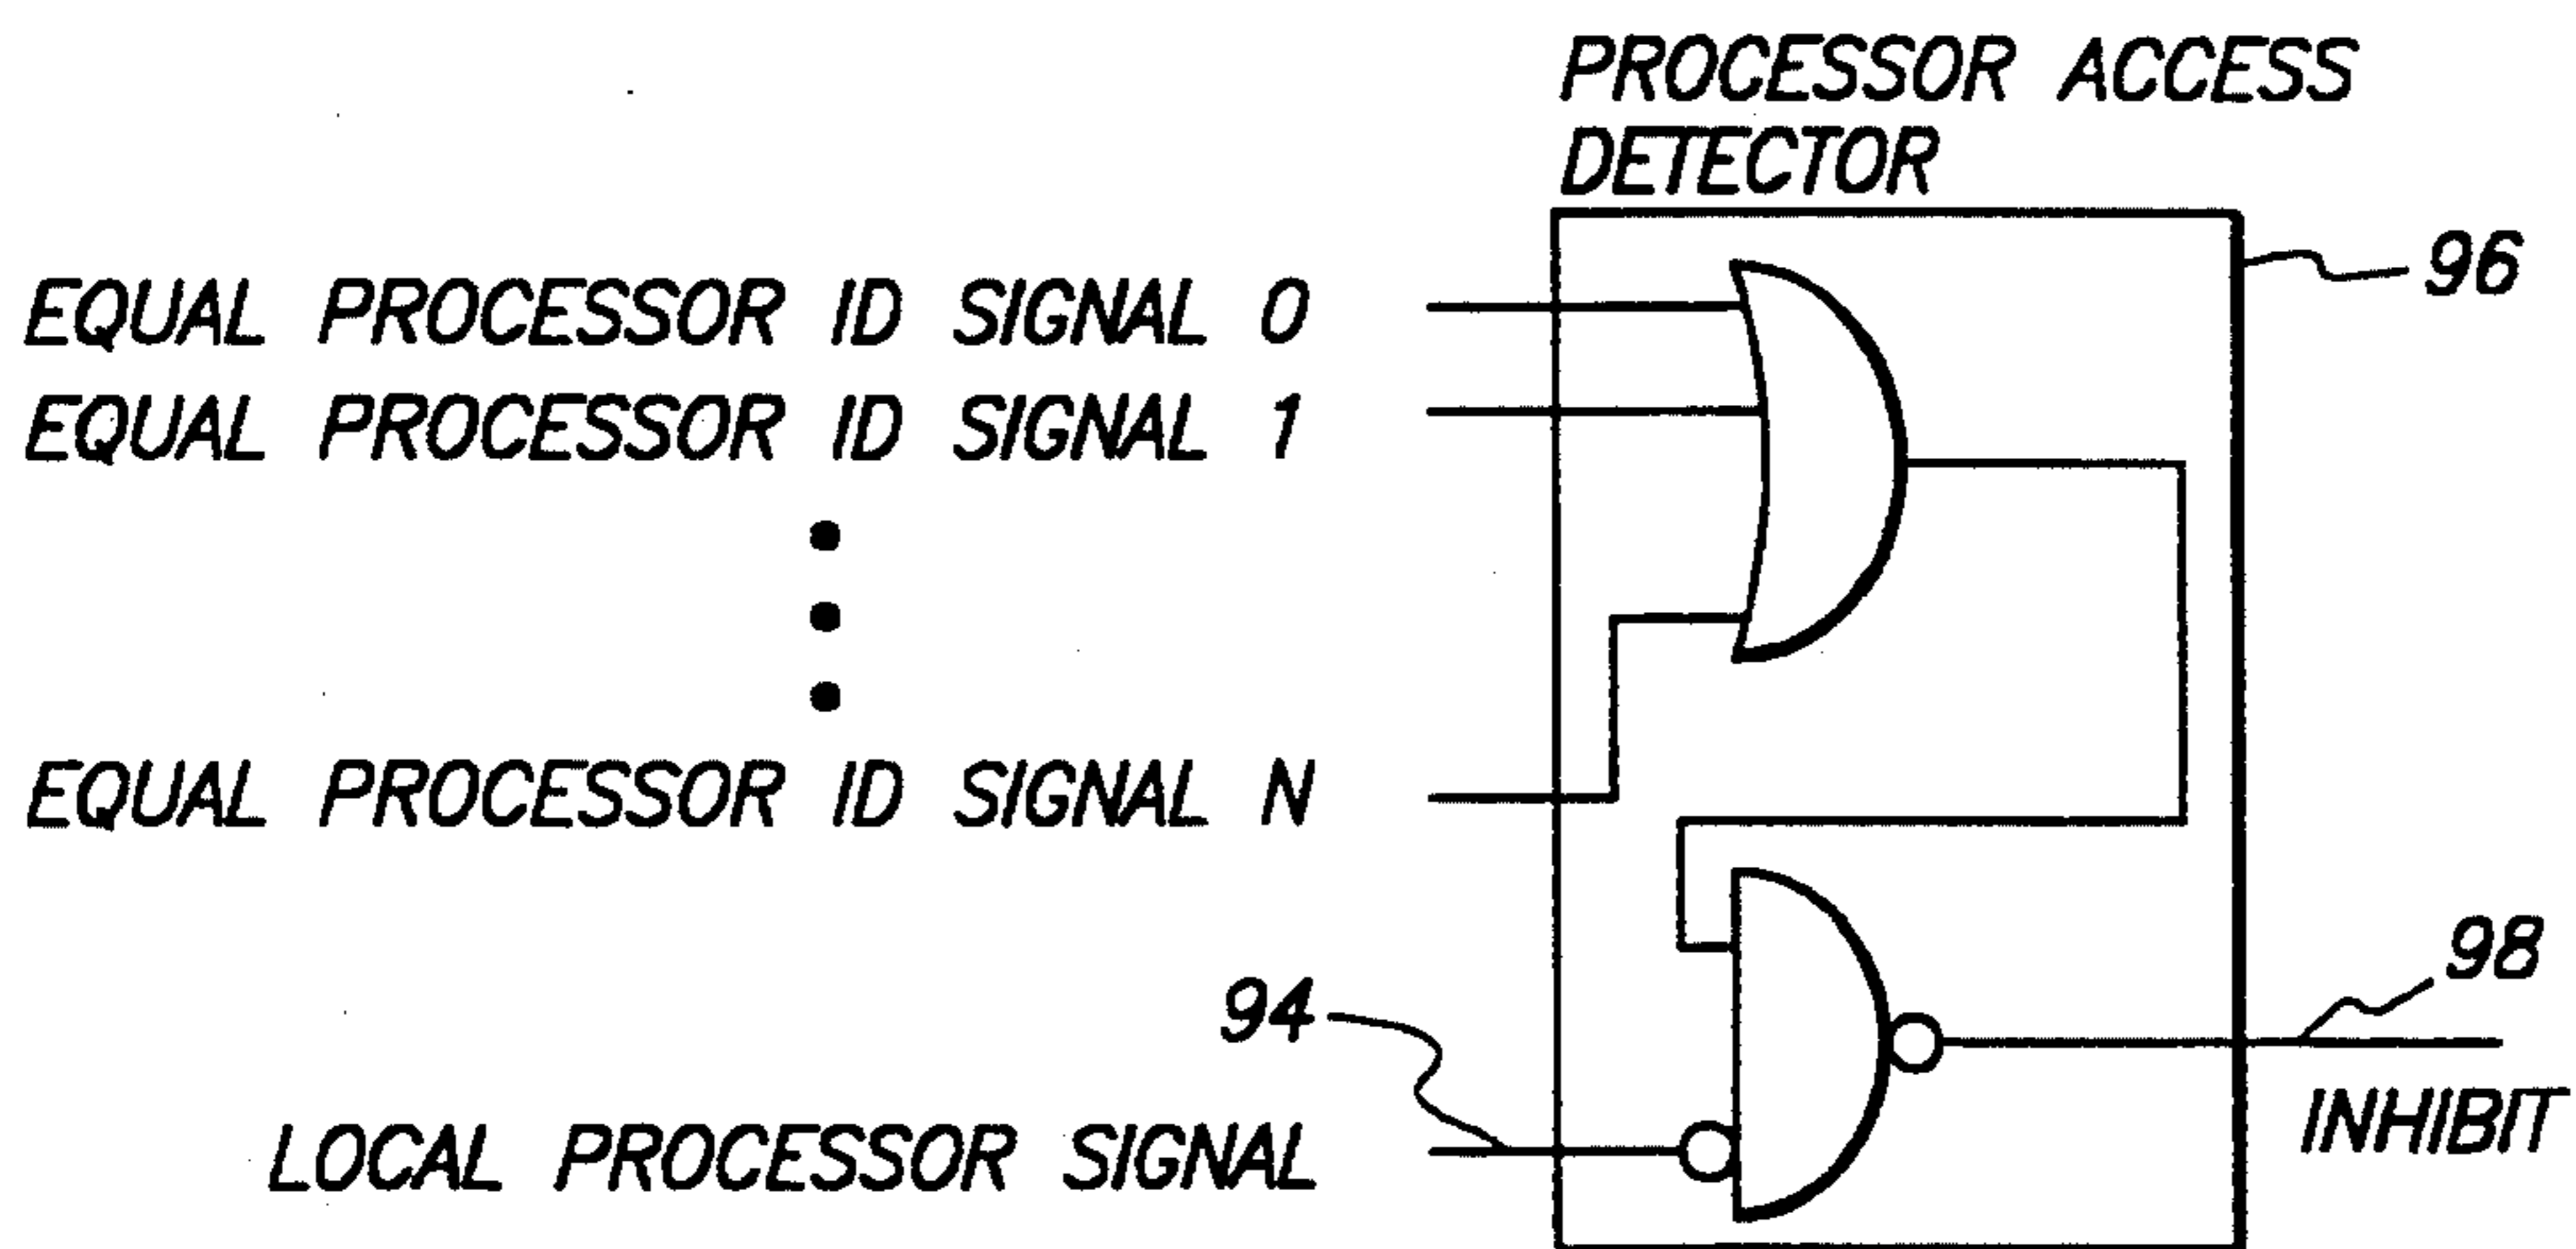 PROCESSOR ACCESS
DETECTOR
96
EQUAL PROCESSOR ID SIGNAL 0
EQUAL PROCESSOR ID SIGNAL 1
EQUAL PROCESSOR ID SIGNAL N
94
98
LOCAL PROCESSOR SIGNAL
INHIBIT